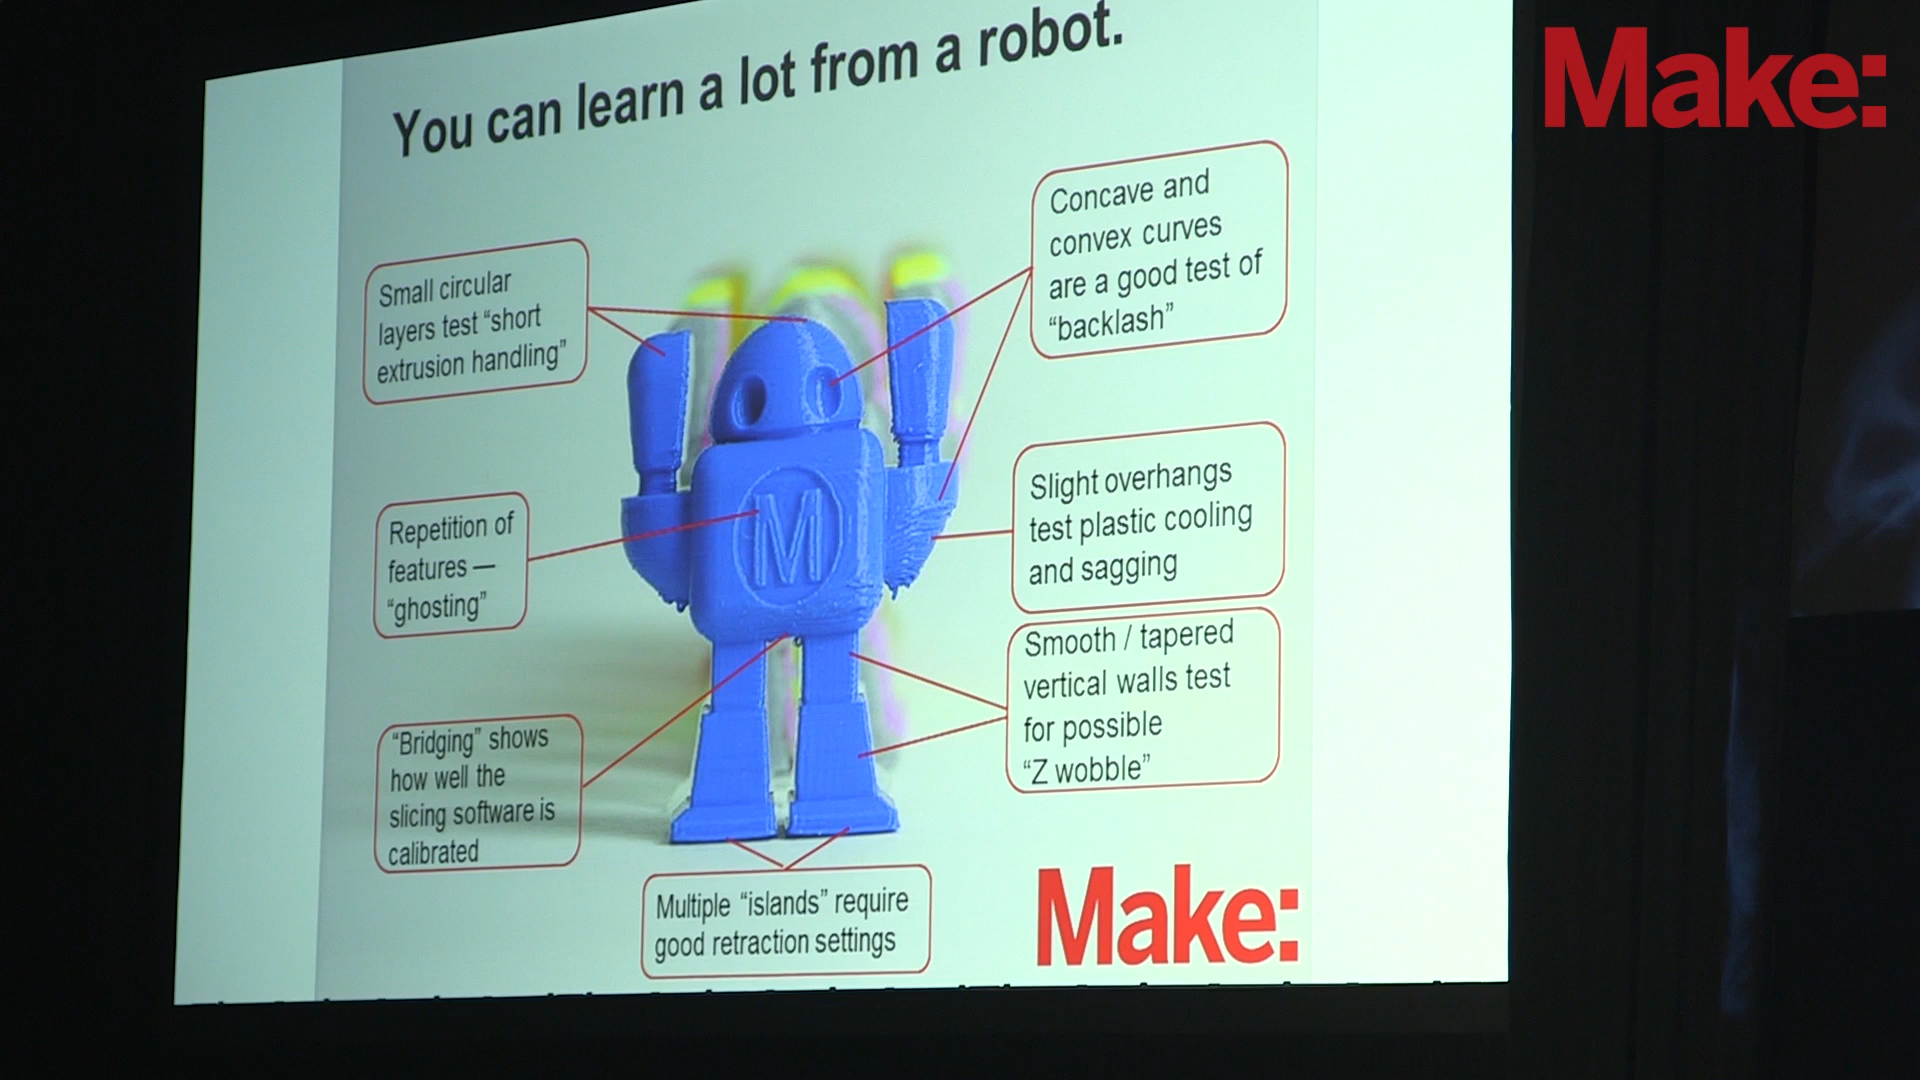 Make:
You can learn a lot from a robot.
Small circular
layers test “short
extrusion handling”
Concave and
convex curves
are a good test of
“backlash”
Repetition of
features —
“ghosting”
M
Slight overhangs
test plastic cooling
and sagging
Smooth / tapered
vertical walls test
for possible
“Z wobble”
“Bridging” shows
how well the
slicing software is
calibrated
Multiple “islands” require
good retraction settings
Make: